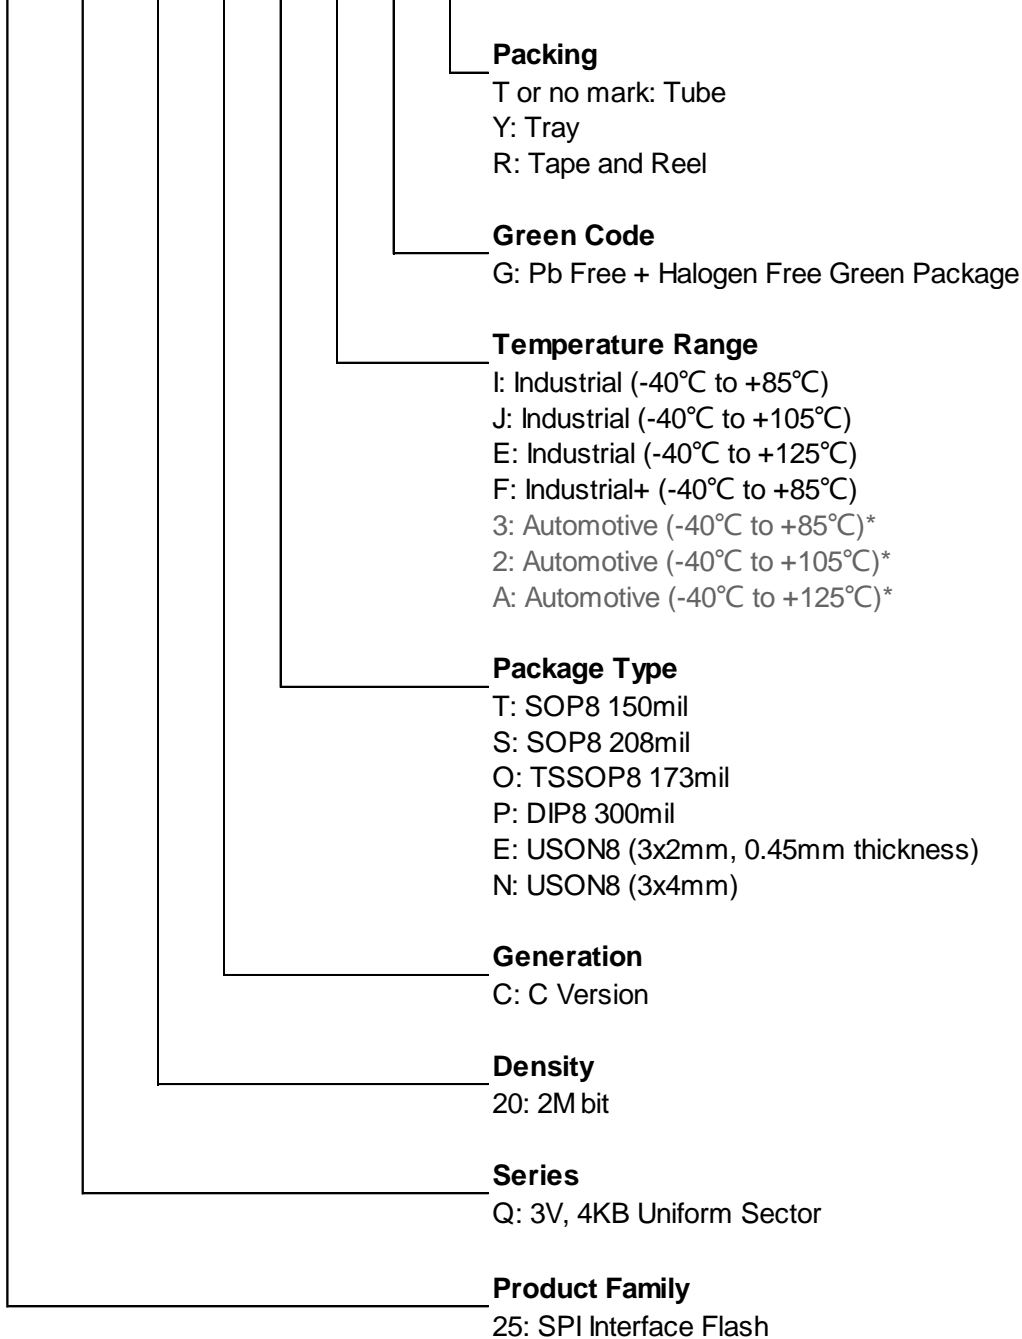 Packing
T or no mark: Tube
Y: Tray
R: Tape and Reel
Green Code
G: Pb Free + Halogen Free Green Package
Temperature Range
I: Industrial (-40℃ to +85℃)
J: Industrial (-40℃ to +105℃)
E: Industrial (-40℃ to +125℃)
F: Industrial+ (-40℃ to +85℃)
3: Automotive (-40℃ to +85℃)*
2: Automotive (-40℃ to +105℃)*
A: Automotive (-40℃ to +125℃)*
Package Type
T: SOP8 150mil
S: SOP8 208mil
O: TSSOP8 173mil
P: DIP8 300mil
E: USON8 (3x2mm, 0.45mm thickness)
N: USON8 (3x4mm)
Generation
C: C Version
Density
20: 2M bit
Series
Q: 3V, 4KB Uniform Sector
Product Family
25: SPI Interface Flash